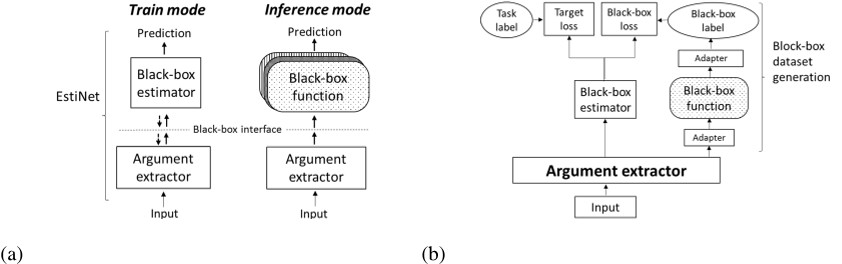 Train mode
Inference mode
Prediction
Prediction
Black-box
estimator
Black-box
function
EstiNet
Black-box interface
Argument
extractor
Argument
extractor
Input
Input
(a)
Task
label
Target
loss
Black-box
loss
Black-box
label
Adapter
Block-box
dataset
generation
Black-box
estimator
Black-box
function
Adapter
Argument extractor
Input
(b)